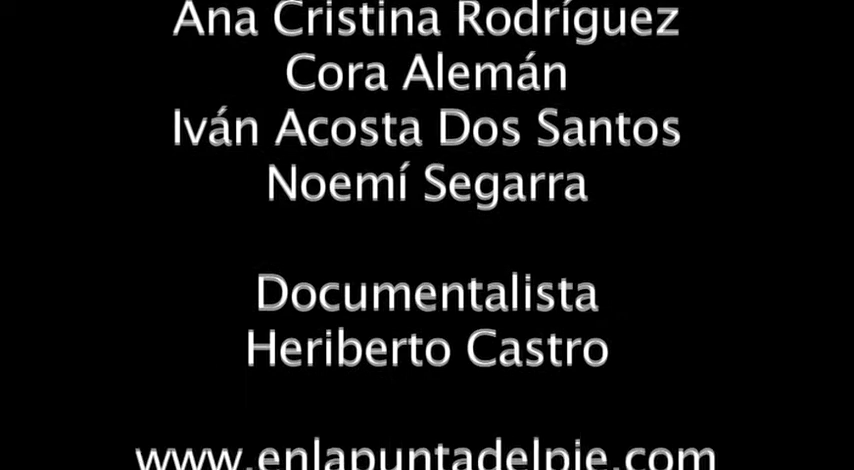 Ana Cristina Rodríguez
Cora Alemán
Iván Acosta Dos Santos
Noemí Segarra
Documentalista
Heriberto Castro
www.enlapuntadelpie.com